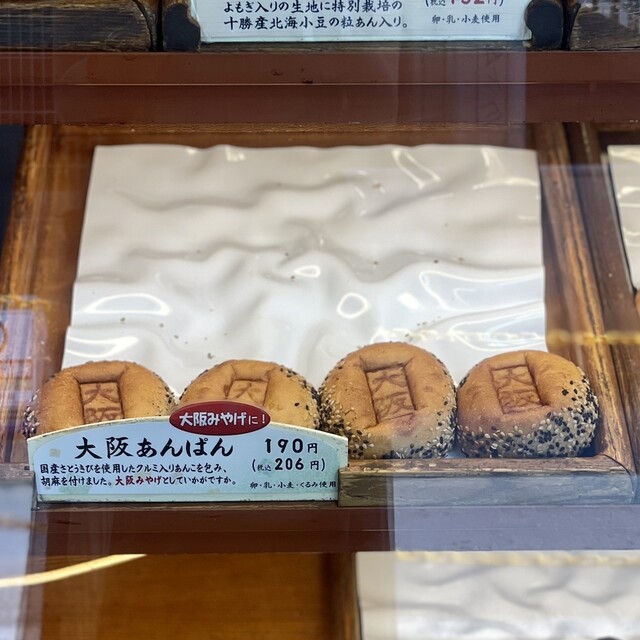 よもぎ入りの生地に特別栽培の
十勝産北海小豆の粒あん入り。
卵・乳・小麦使用
大阪
大阪
大阪
大阪
大阪みやげに!
大阪あんぱん
190円
(税込206円)
国産さとうきびを使用したクルミ入りあんこを包み、
胡麻を付けました。大阪みやげとしていかがですか。
卵・乳・小麦・くるみ使用